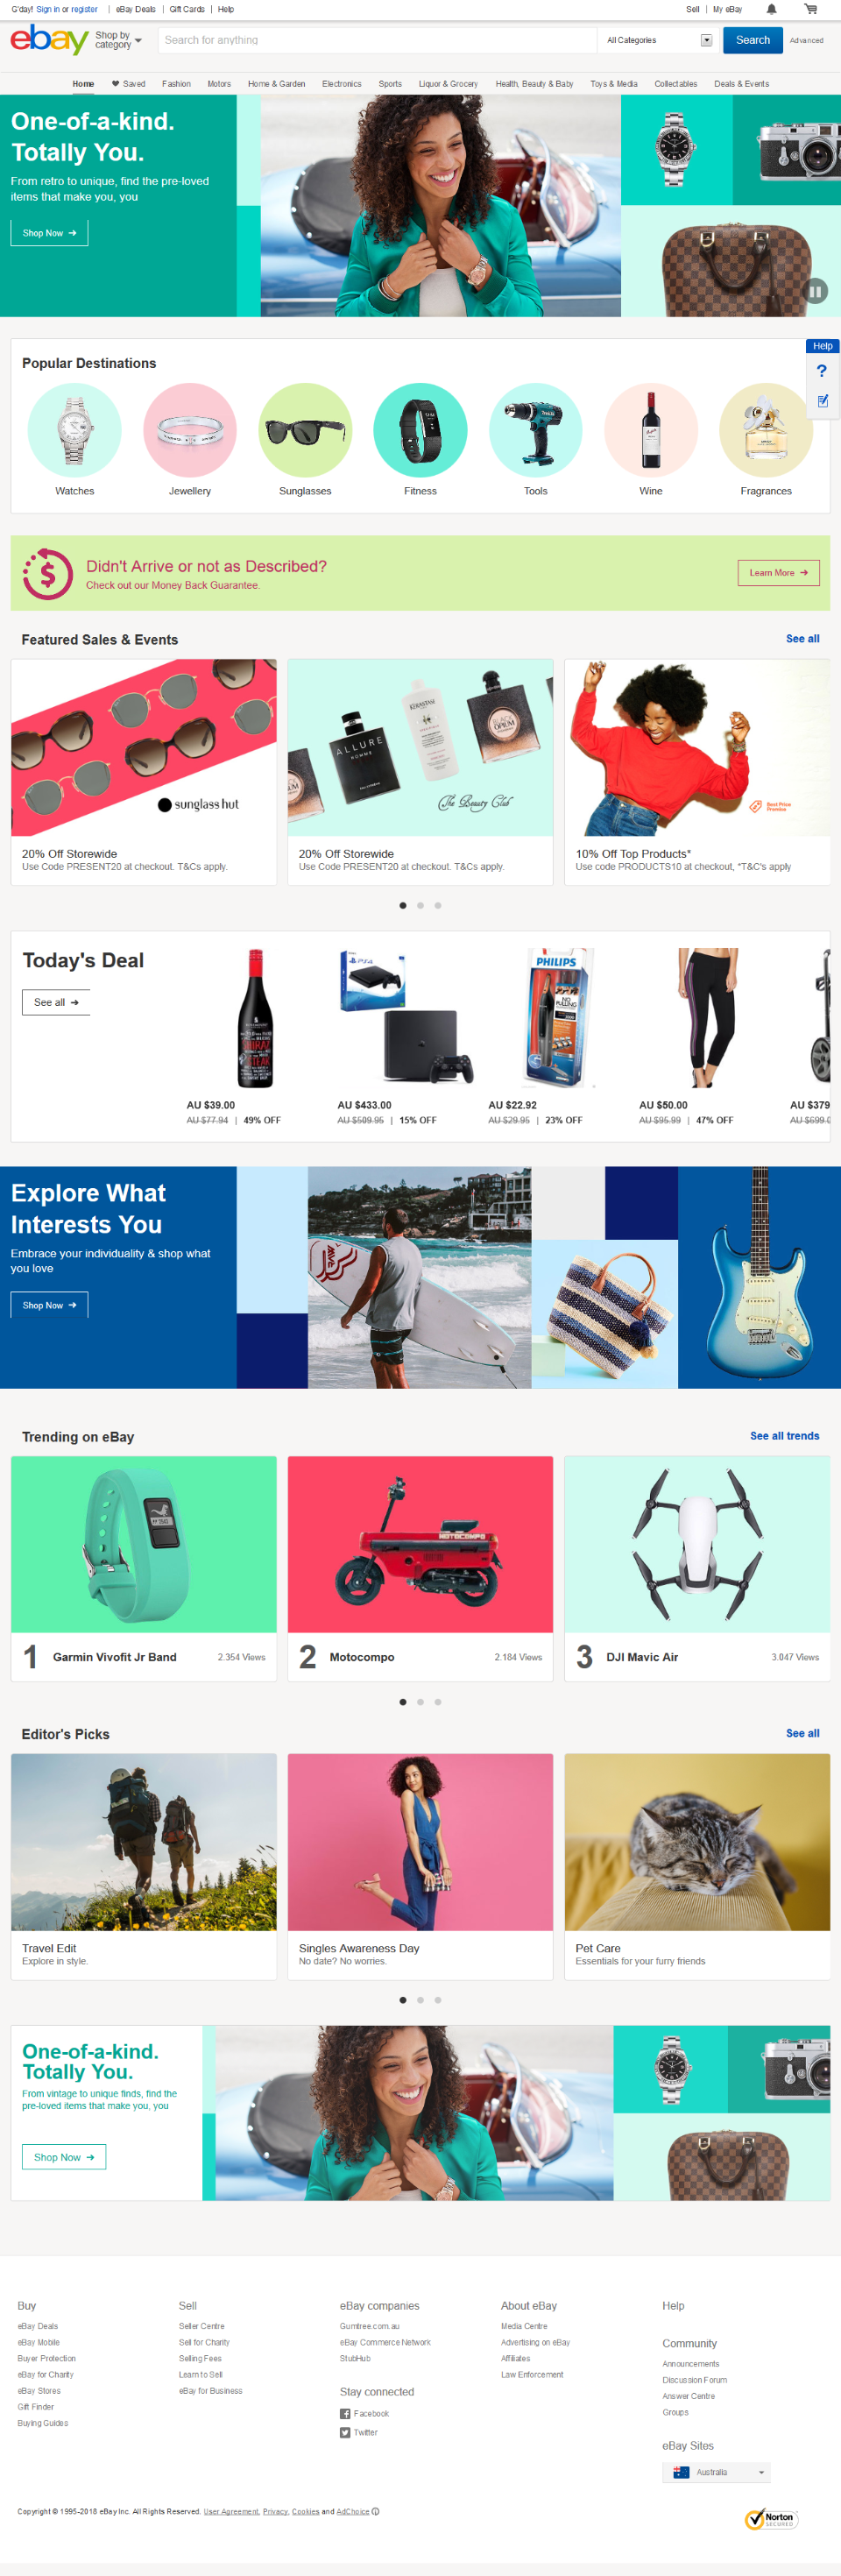 G'day! Sign in or register | eBay Deals | Gift Cards | Help
Sell | My eBay
ebay
Shop by
category
Search for anything
All Categories
Search
Advanced
Home
Saved
Fashion
Motors
Home & Garden
Electronics
Sports
Liquor & Grocery
Health, Beauty & Baby
Toys & Media
Collectables
Deals & Events
One-of-a-kind.
Totally You.
From retro to unique, find the pre-loved
items that make you, you
Shop Now →
Help
?
Popular Destinations
Watches
Jewellery
Sunglasses
Fitness
Tools
Wine
Fragrances
$
Didn't Arrive or not as Described?
Check out our Money Back Guarantee.
Learn More →
Featured Sales & Events
See all
sunglass hut
ALLURE
HOMME
KÉRASTASE
BLACK
OPIUM
The Beauty Club
Best Price
Promise
20% Off Storewide
Use Code PRESENT20 at checkout. T&Cs apply.
20% Off Storewide
Use Code PRESENT20 at checkout. T&Cs apply.
10% Off Top Products*
Use code PRODUCTS10 at checkout, *T&C's apply
Today's Deal
See all →
SHIRAZ
PS4
PHILIPS
AU $39.00
AU $77.94 | 49% OFF
AU $433.00
AU $509.95 | 15% OFF
AU $22.92
AU $29.95 | 23% OFF
AU $50.00
AU $95.99 | 47% OFF
AU $379
AU $599.0
Explore What
Interests You
Embrace your individuality & shop what
you love
Shop Now →
Trending on eBay
See all trends
MOTOCOMPO
1 Garmin Vivofit Jr Band 2.354 Views
2 Motocompo 2.184 Views
3 DJI Mavic Air 3.047 Views
Editor's Picks
See all
Travel Edit
Explore in style.
Singles Awareness Day
No date? No worries.
Pet Care
Essentials for your furry friends
One-of-a-kind.
Totally You.
From vintage to unique finds, find the
pre-loved items that make you, you
Shop Now →
Buy
eBay Deals
eBay Mobile
Buyer Protection
eBay for Charity
eBay Stores
Gift Finder
Buying Guides
Sell
Seller Centre
Sell for Charity
Selling Fees
Learn to Sell
eBay for Business
eBay companies
Gumtree.com.au
eBay Commerce Network
StubHub
Stay connected
Facebook
Twitter
About eBay
Media Centre
Advertising on eBay
Affiliates
Law Enforcement
Help
Community
Announcements
Discussion Forum
Answer Centre
Groups
eBay Sites
Australia
Copyright © 1995-2018 eBay Inc. All Rights Reserved. User Agreement, Privacy, Cookies and AdChoice
Norton
SECURED